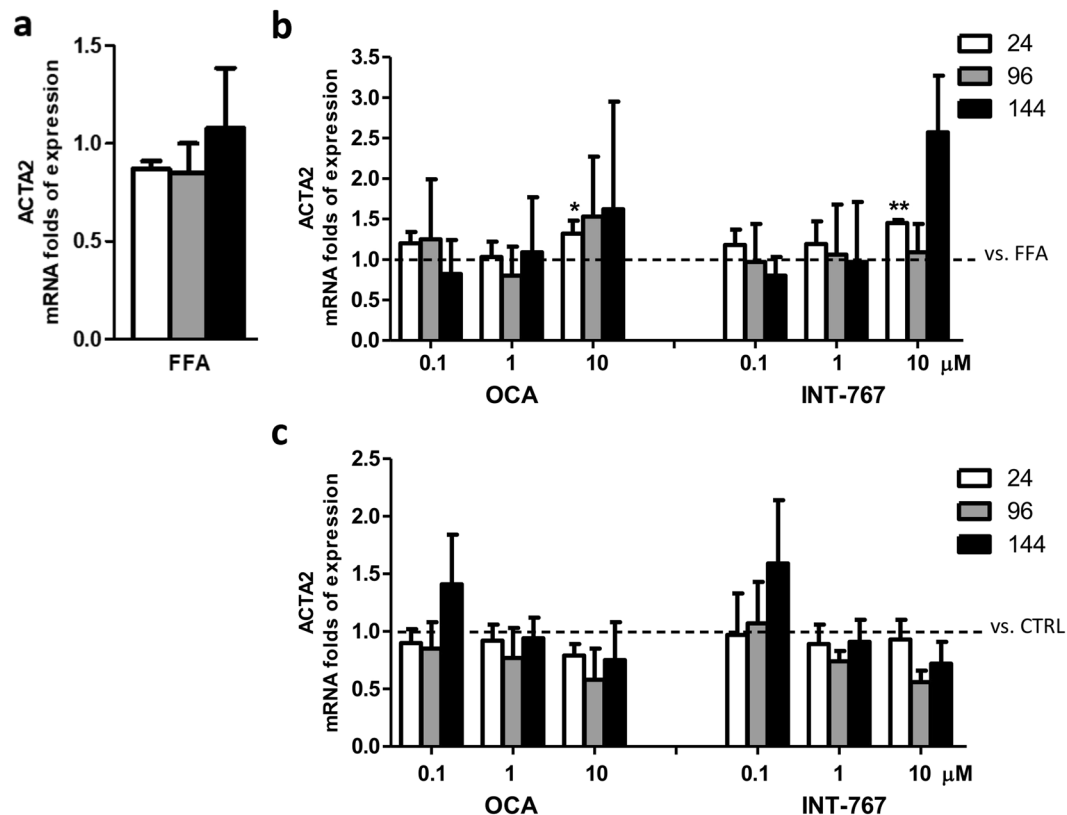 a
ACTA2
mRNA folds of expression
1.5
1.0
0.5
0.0
FFA
b
ACTA2
mRNA folds of expression
3.5
3.0
2.5
2.0
1.5
1.0
0.5
0.0
*
**
vs. FFA
24
96
144
0.1 1 10 0.1 1 10 μM
OCA INT-767
c
ACTA2
mRNA folds of expression
2.5
2.0
1.5
1.0
0.5
0.0
vs. CTRL
24
96
144
0.1 1 10 0.1 1 10 μM
OCA INT-767